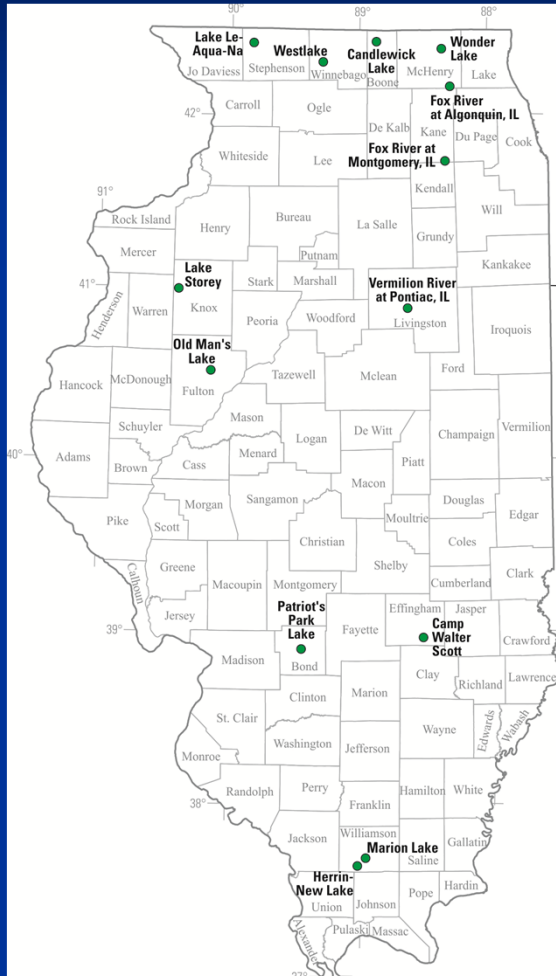 90°
89°
88°
Lake Le-
Aqua-Na
Westlake
Candlewick
Lake
Wonder
Lake
Jo Daviess
Stephenson
Winnebago
Boone
McHenry
Lake
Fox River
at Algonquin, IL
42°
Carroll
Ogle
De Kalb
Kane
Du Page
Cook
Fox River at
Montgomery, IL
Whiteside
Lee
Kendall
91°
Rock Island
Henry
Bureau
La Salle
Will
Grundy
Mercer
Putnam
Kankakee
41°
Lake
Storey
Stark
Marshall
Vermilion River
at Pontiac, IL
Henderson
Warren
Knox
Peoria
Woodford
Livingston
Iroquois
Old Man's
Lake
Hancock
McDonough
Fulton
Tazewell
Mclean
Ford
Mason
Schuyler
Logan
De Witt
Champaign
Vermilion
40°
Adams
Brown
Cass
Menard
Piatt
Macon
Pike
Scott
Morgan
Sangamon
Christian
Moultrie
Douglas
Edgar
Coles
Shelby
Greene
Macoupin
Montgomery
Cumberland
Clark
Calhoun
Jersey
39°
Patriot's
Park
Lake
Bond
Fayette
Effingham
Jasper
Camp
Walter
Scott
Crawford
Madison
Clay
Richland
Lawrence
Clinton
Marion
St. Clair
Wayne
Edwards
Wabash
Washington
Jefferson
Monroe
Randolph
Perry
Hamilton
White
38°
Franklin
Jackson
Williamson
Marion Lake
Saline
Gallatin
Herrin-
New Lake
Union
Johnson
Pope
Hardin
Alexander
Pulaski
Massac
37°